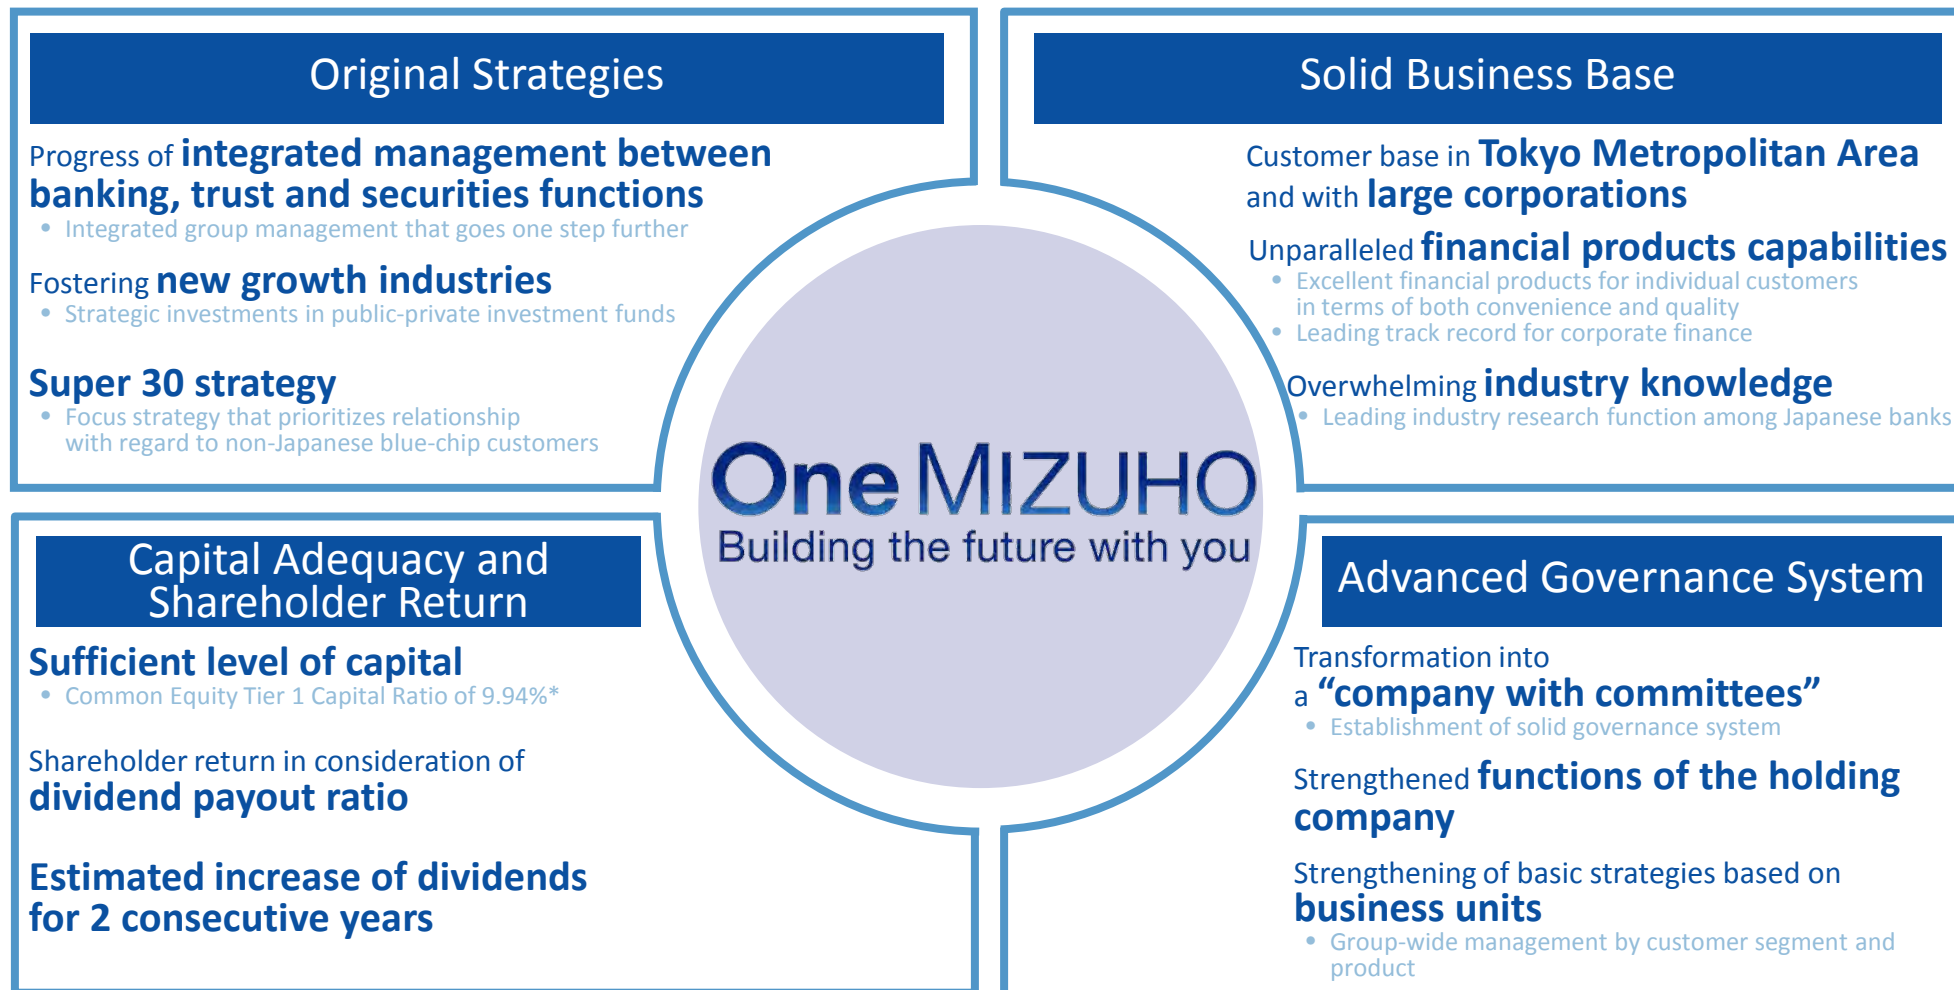 Original Strategies
Progress of integrated management between
banking, trust and securities functions
• Integrated group management that goes one step further
Fostering new growth industries
• Strategic investments in public-private investment funds
Super 30 strategy
• Focus strategy that prioritizes relationship
with regard to non-Japanese blue-chip customers
Solid Business Base
Customer base in Tokyo Metropolitan Area
and with large corporations
Unparalleled financial products capabilities
• Excellent financial products for individual customers
in terms of both convenience and quality
• Leading track record for corporate finance
Overwhelming industry knowledge
• Leading industry research function among Japanese banks
One MIZUHO
Building the future with you
Capital Adequacy and
Shareholder Return
Sufficient level of capital
• Common Equity Tier 1 Capital Ratio of 9.94%*
Shareholder return in consideration of
dividend payout ratio
Estimated increase of dividends
for 2 consecutive years
Advanced Governance System
Transformation into
a “company with committees”
• Establishment of solid governance system
Strengthened functions of the holding
company
Strengthening of basic strategies based on
business units
• Group-wide management by customer segment and
product